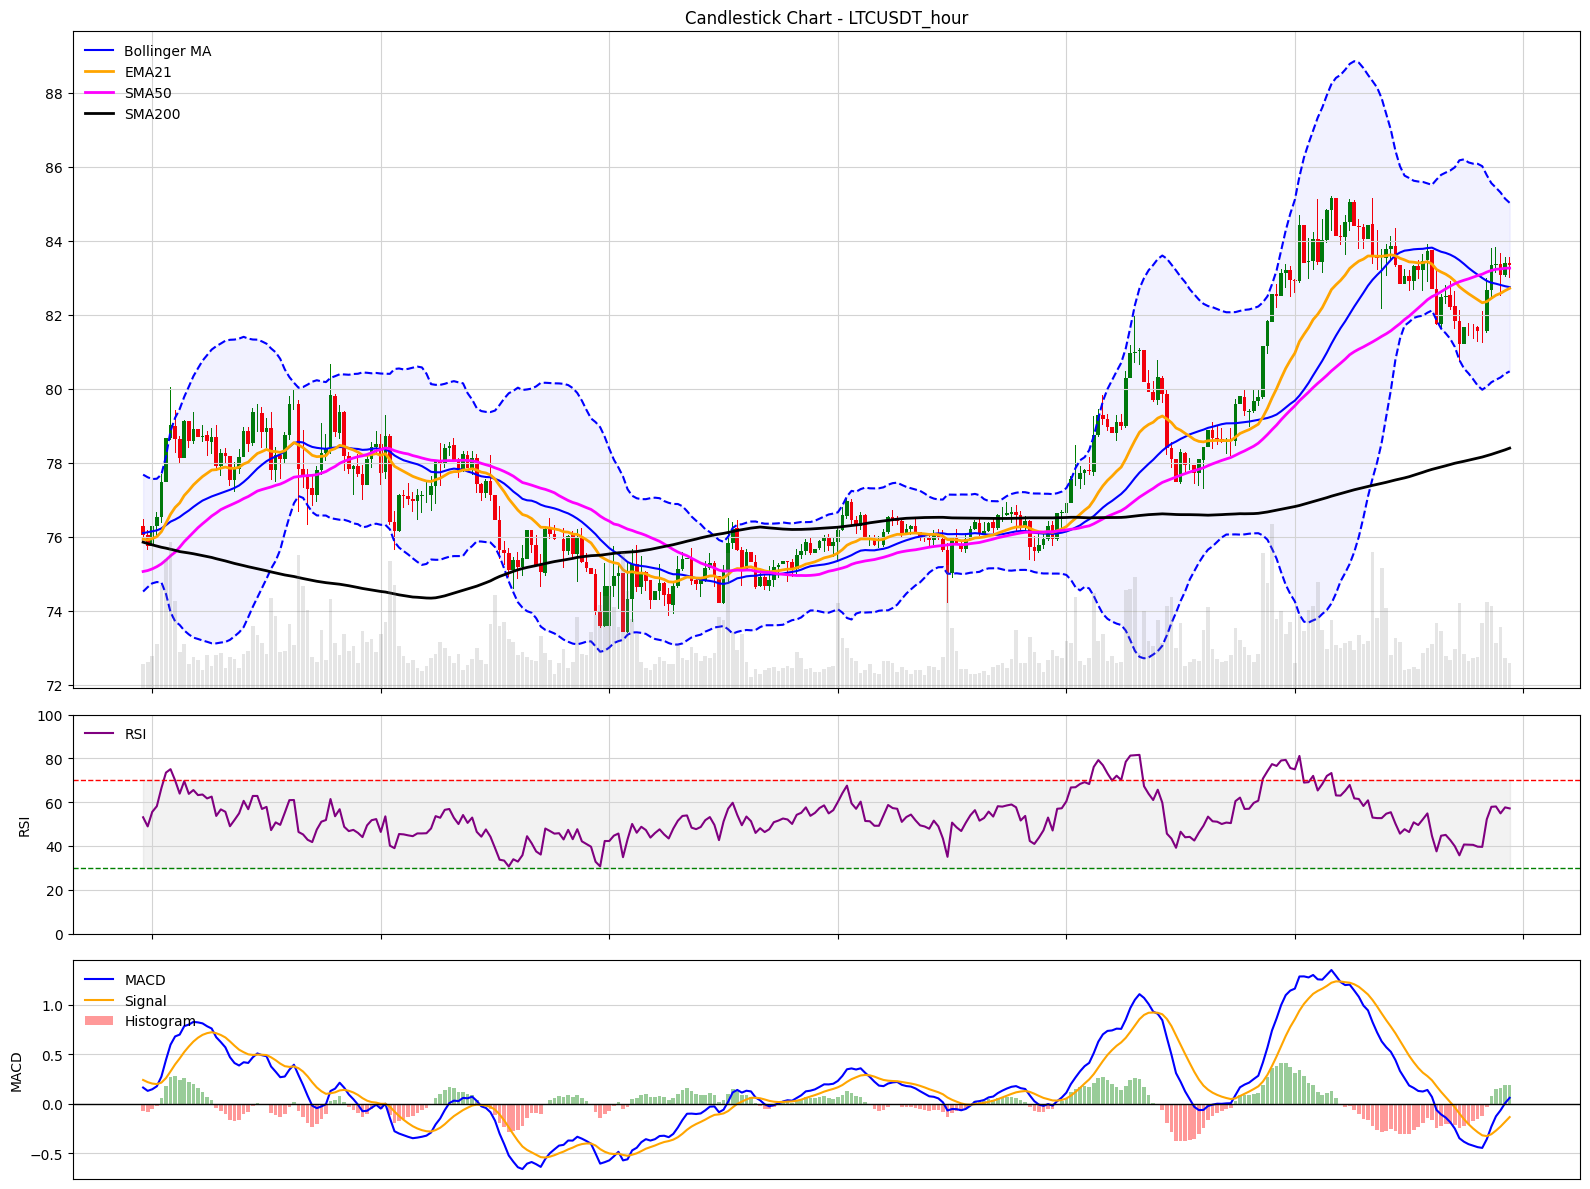 Candlestick Chart - LTCUSDT_hour
Bollinger MA
EMA21
SMA50
SMA200
88
86
84
82
80
78
76
74
72
RSI
100
80
60
40
20
0
RSI
MACD
Signal
Histogram
1.0
0.5
0.0
−0.5
MACD